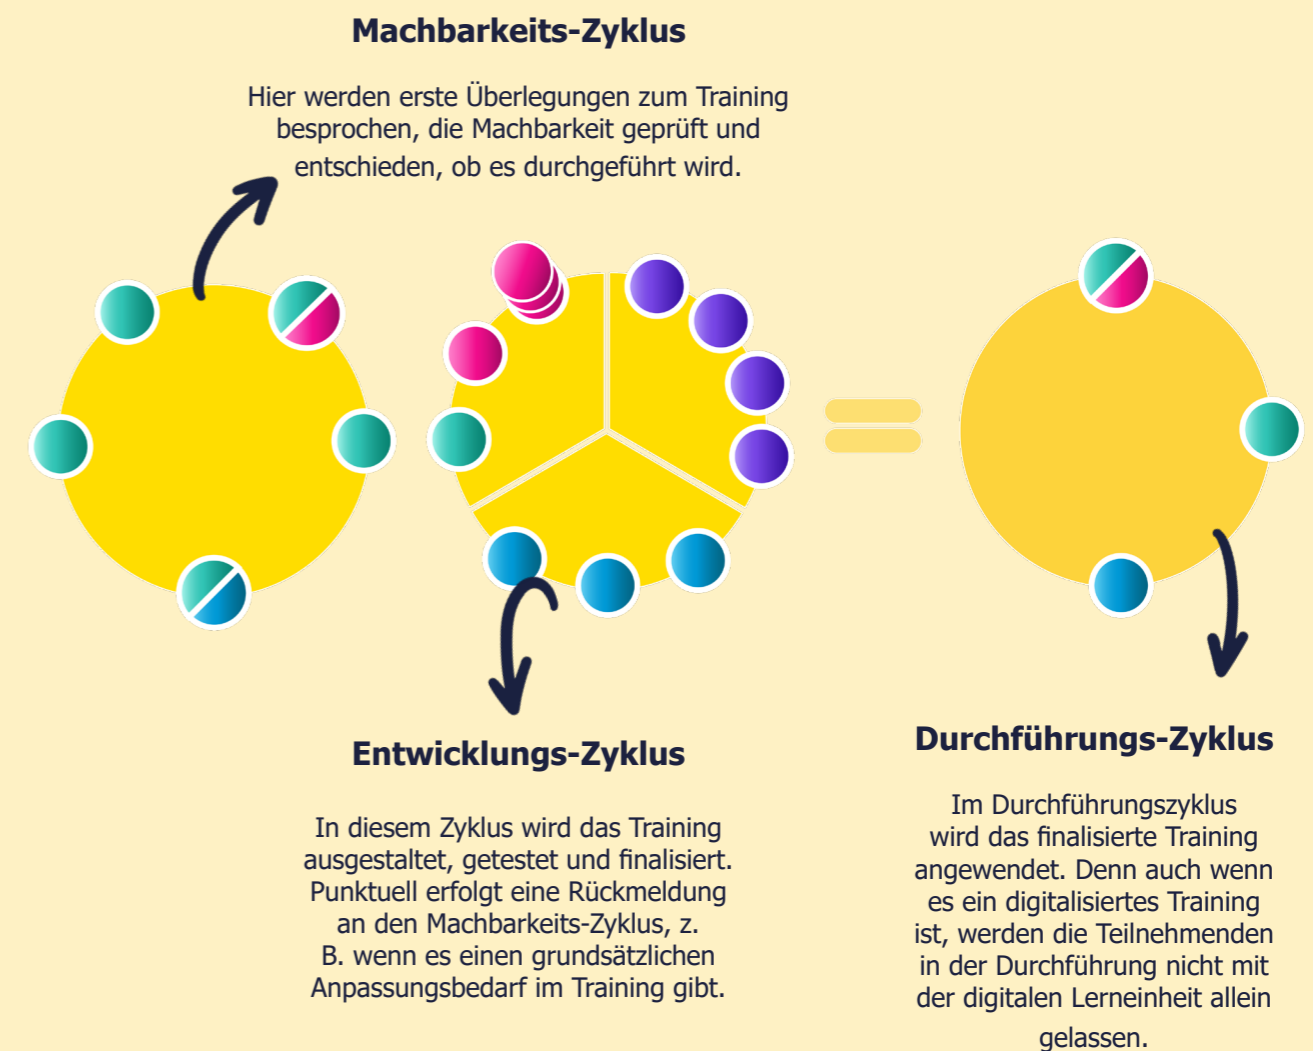 Machbarkeits-Zyklus
Hier werden erste Überlegungen zum Training
besprochen, die Machbarkeit geprüft und
entschieden, ob es durchgeführt wird.
Entwicklungs-Zyklus
In diesem Zyklus wird das Training
ausgestaltet, getestet und finalisiert.
Punktuell erfolgt eine Rückmeldung
an den Machbarkeits-Zyklus, z.
B. wenn es einen grundsätzlichen
Anpassungsbedarf im Training gibt.
Durchführungs-Zyklus
Im Durchführungszyklus
wird das finalisierte Training
angewendet. Denn auch wenn
es ein digitalisiertes Training
ist, werden die Teilnehmenden
in der Durchführung nicht mit
der digitalen Lerneinheit allein
gelassen.